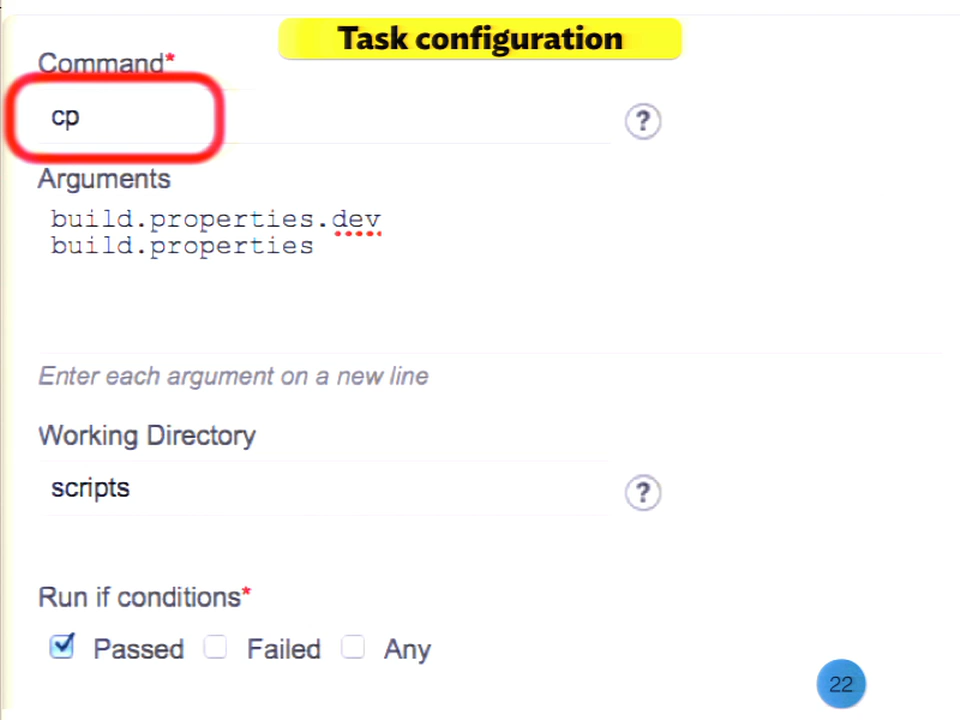 Task configuration
Command*
cp
?
Arguments
build.properties.dev
build.properties
Enter each argument on a new line
Working Directory
scripts
?
Run if conditions*
Passed Failed Any
22